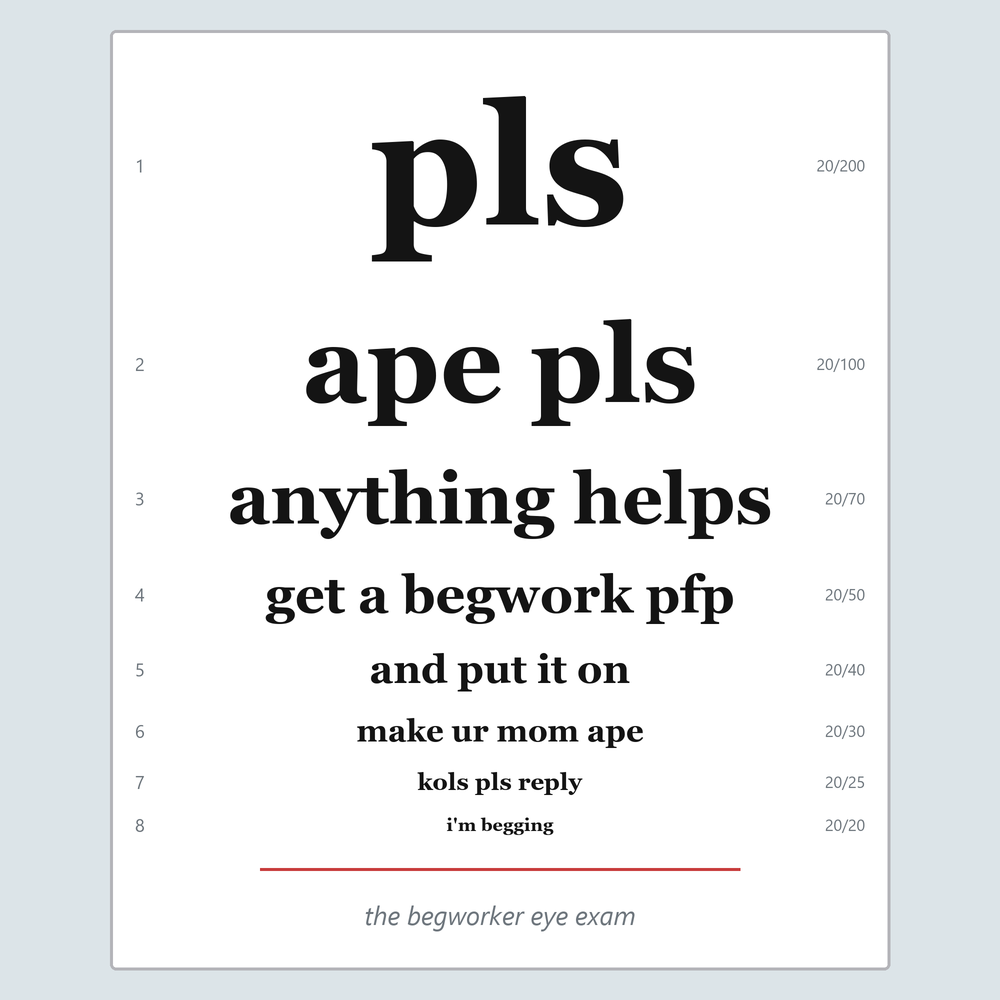 1 pls 20/200
2 ape pls 20/100
3 anything helps 20/70
4 get a begwork pfp 20/50
5 and put it on 20/40
6 make ur mom ape 20/30
7 kols pls reply 20/25
8 i'm begging 20/20
the begworker eye exam